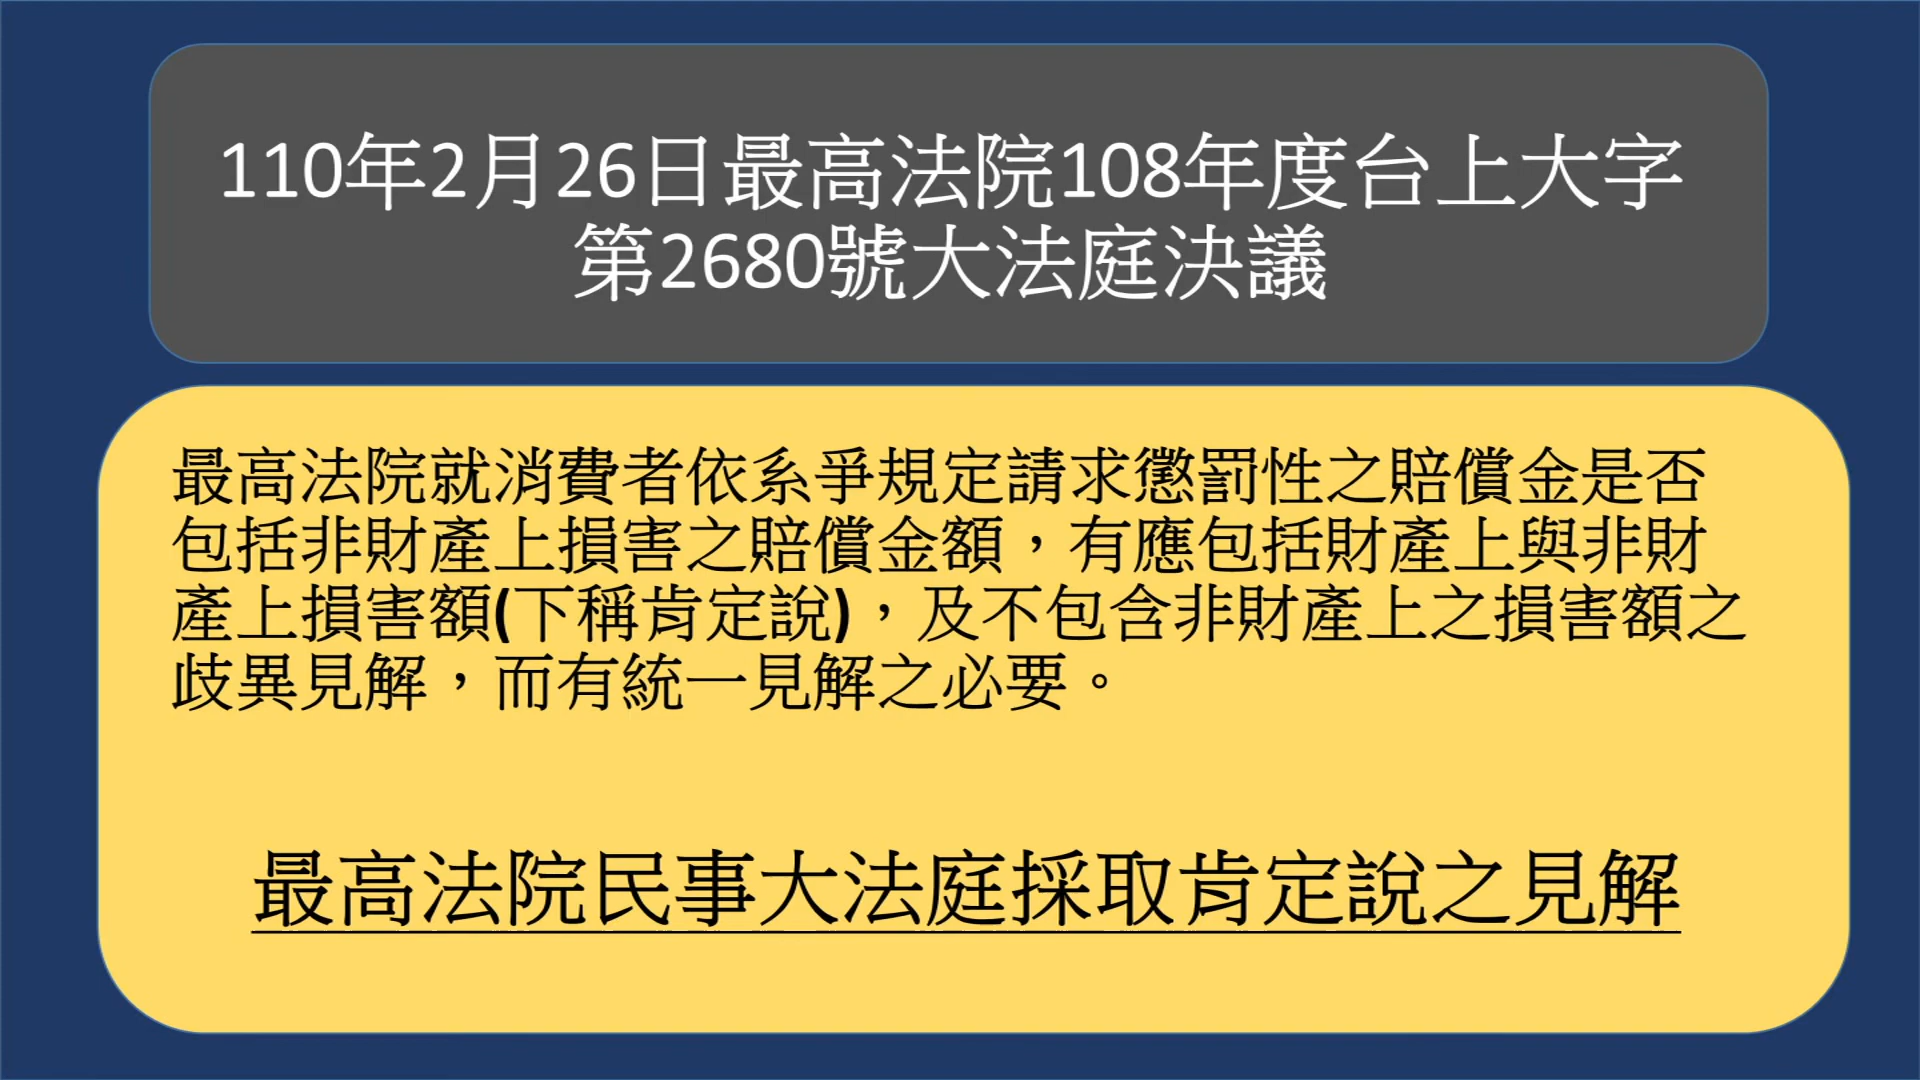 110年2月26日最高法院108年度台上大字
第2680號大法庭決議
最高法院就消費者依系爭規定請求懲罰性之賠償金是否
包括非財產上損害之賠償金額，有應包括財產上與非財
產上損害額(下稱肯定說)，及不包含非財產上之損害額之
歧異見解，而有統一見解之必要。
最高法院民事大法庭採取肯定說之見解